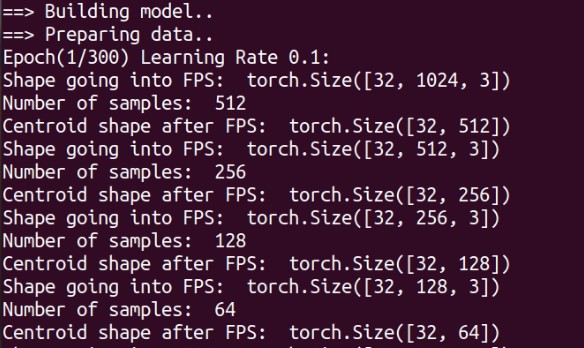 ==> Building model..
==> Preparing data..
Epoch(1/300) Learning Rate 0.1:
Shape going into FPS:  torch.Size([32, 1024, 3])
Number of samples:  512
Centroid shape after FPS:  torch.Size([32, 512])
Shape going into FPS:  torch.Size([32, 512, 3])
Number of samples:  256
Centroid shape after FPS:  torch.Size([32, 256])
Shape going into FPS:  torch.Size([32, 256, 3])
Number of samples:  128
Centroid shape after FPS:  torch.Size([32, 128])
Shape going into FPS:  torch.Size([32, 128, 3])
Number of samples:  64
Centroid shape after FPS:  torch.Size([32, 64])